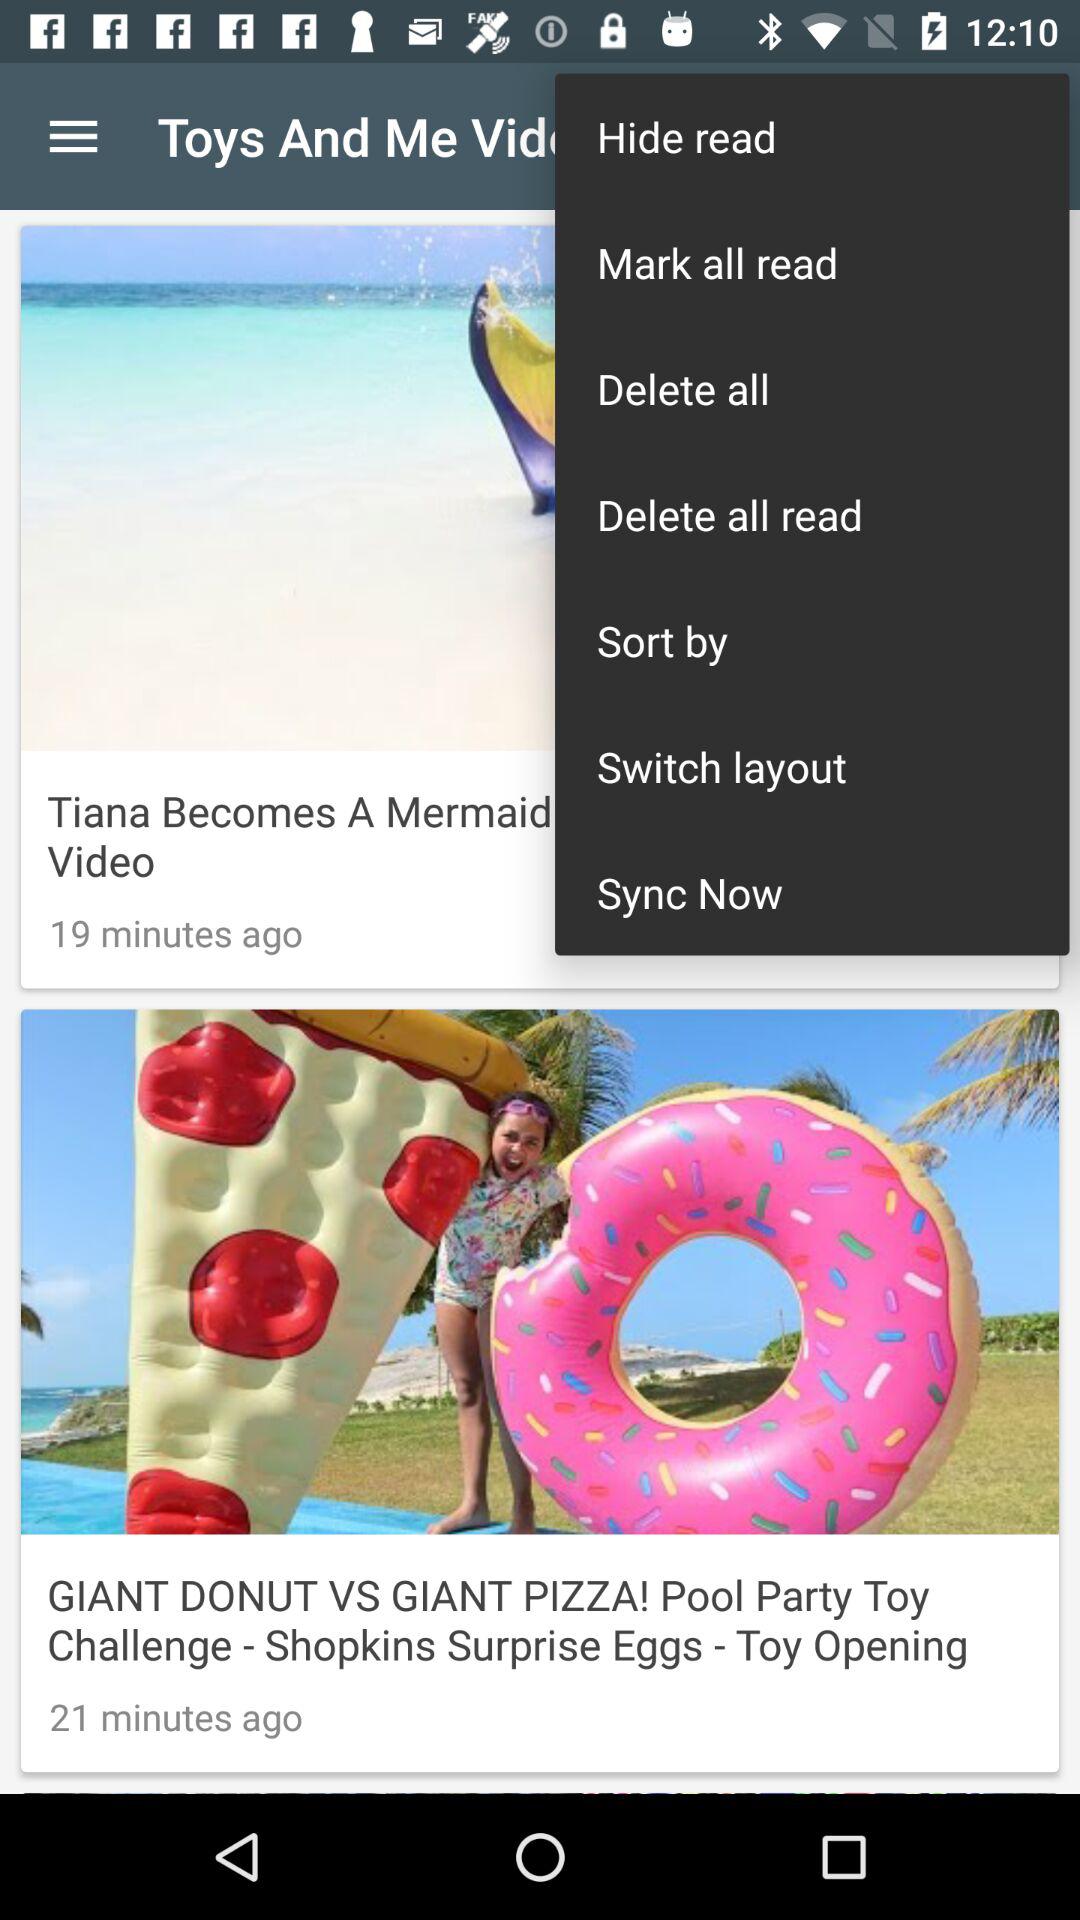 FAKE
12:10
Toys And Me
Hide read
Mark all read
Delete all
Delete all read
Sort by
Switch layout
Sync Now
Tiana Becomes A Mermaid
Video
19 minutes ago
GIANT DONUT VS GIANT PIZZA! Pool Party Toy
Challenge - Shopkins Surprise Eggs - Toy Opening
21 minutes ago